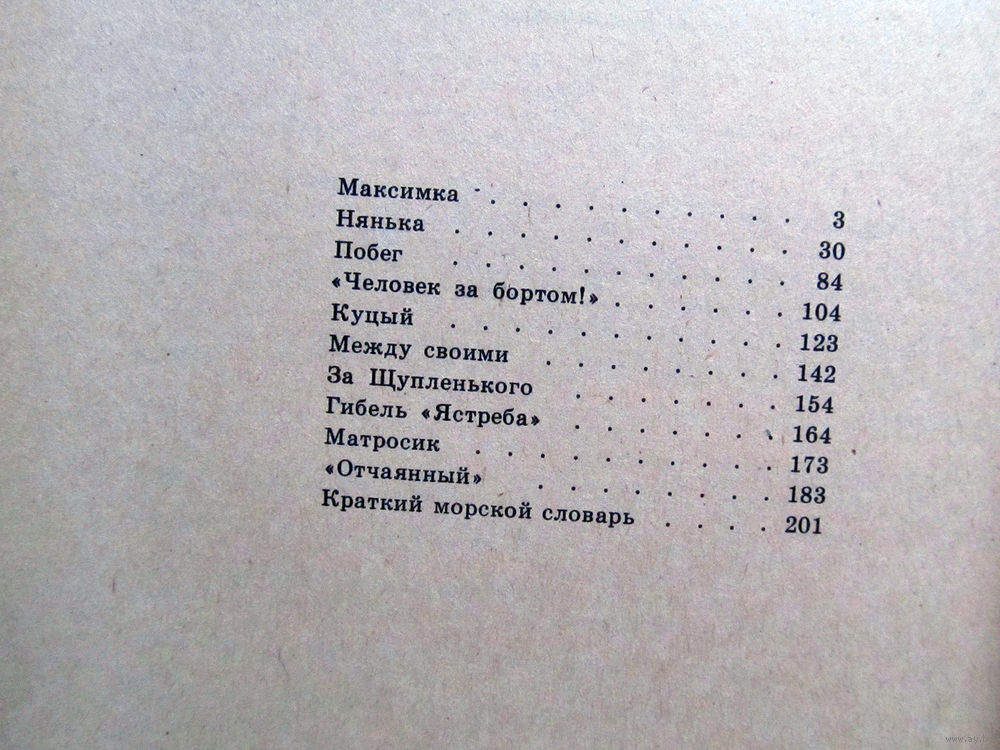 Максимка . . . . . . . . . . 3
Нянька . . . . . . . . . . . 30
Побег . . . . . . . . . . . 84
«Человек за бортом!» . . . . . . 104
Куцый . . . . . . . . . . . 123
Между своими . . . . . . . . 142
За Щупленького . . . . . . . 154
Гибель «Ястреба» . . . . . . . 164
Матросик . . . . . . . . . . 173
«Отчаянный» . . . . . . . . 183
Краткий морской словарь . . . . 201